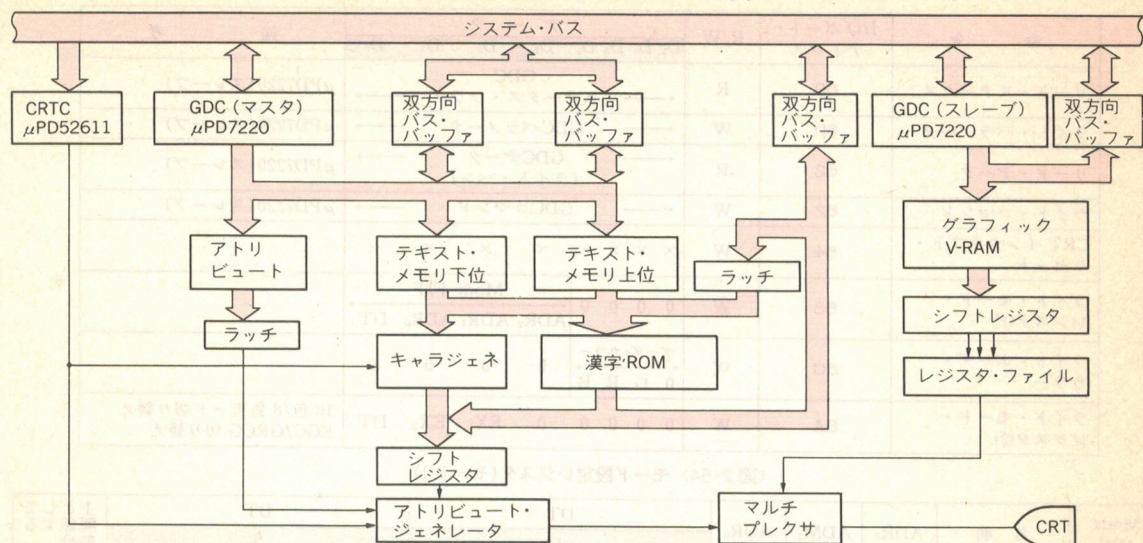 システム・バス
CRTC
μPD52611
GDC(マスタ)
μPD7220
双方向
バス・
バッファ
双方向
バス・
バッファ
双方向
バス・
バッファ
GDC(スレーブ)
μPD7220
双方向
バス・
バッファ
アトリ
ビュート
テキスト・
メモリ下位
テキスト・
メモリ上位
ラッチ
グラフィック
V-RAM
ラッチ
キャラジェネ
漢字ROM
シフトレジスタ
レジスタ・ファイル
シフト
レジスタ
アトリビュート・
ジェネレータ
マルチ
プレクサ
CRT